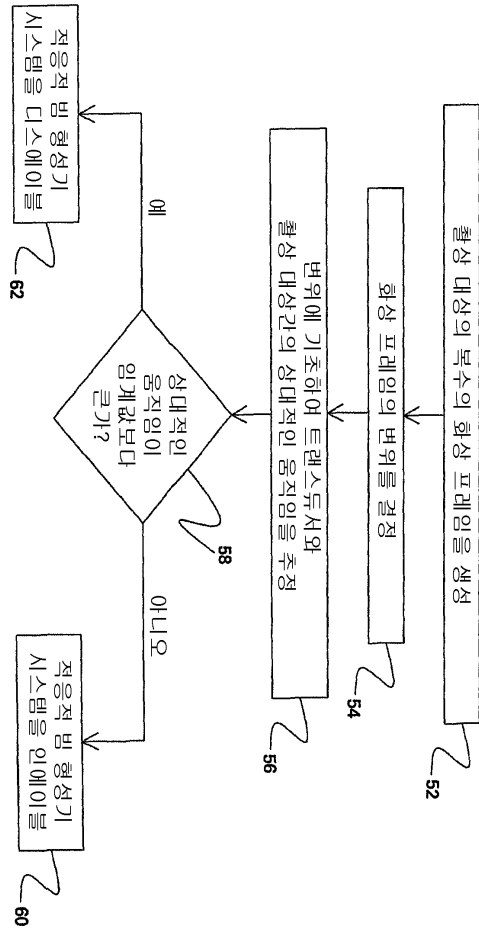 촬상 대상의 복수의 화상 프레임을 생성
52
화상 프레임의 변위를 결정
54
변위에 기초하여 트랜스듀서와
촬상 대상간의 상대적인 움직임을 추정
56
상대적인
움직임이
임계값보다
큰가?
58
예
아니오
적응적 빔 형성기
시스템을 디스에이블
62
적응적 빔 형성기
시스템을 인에이블
60